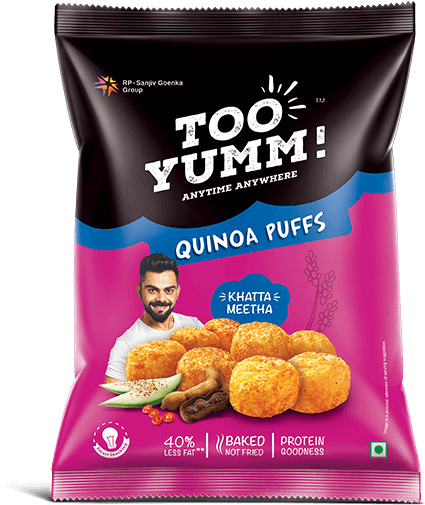 RP-Sanjiv Goenka
Group
TOO
YUMM!
TM
ANYTIME ANYWHERE
QUINOA PUFFS
KHATTA
MEETHA
40%
LESS FAT**
BAKED
NOT FRIED
PROTEIN
GOODNESS